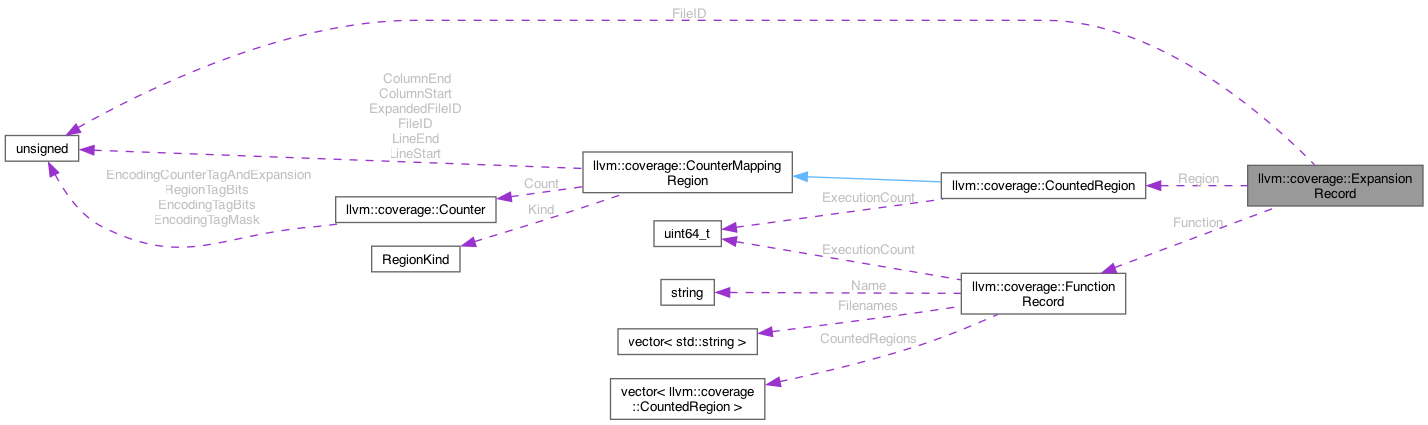 FileID
ColumnEnd
ColumnStart
ExpandedFileID
FileID
LineEnd
LineStart
unsigned
EncodingCounterTagAndExpansion
RegionTagBits
EncodingTagBits
EncodingTagMask
llvm::coverage::CounterMapping
Region
Count
Kind
llvm::coverage::Counter
RegionKind
llvm::coverage::CountedRegion
Region
llvm::coverage::Expansion
Record
ExecutionCount
uint64_t
ExecutionCount
Function
llvm::coverage::Function
Record
Name
string
Filenames
vector< std::string >
CountedRegions
vector< llvm::coverage
::CountedRegion >